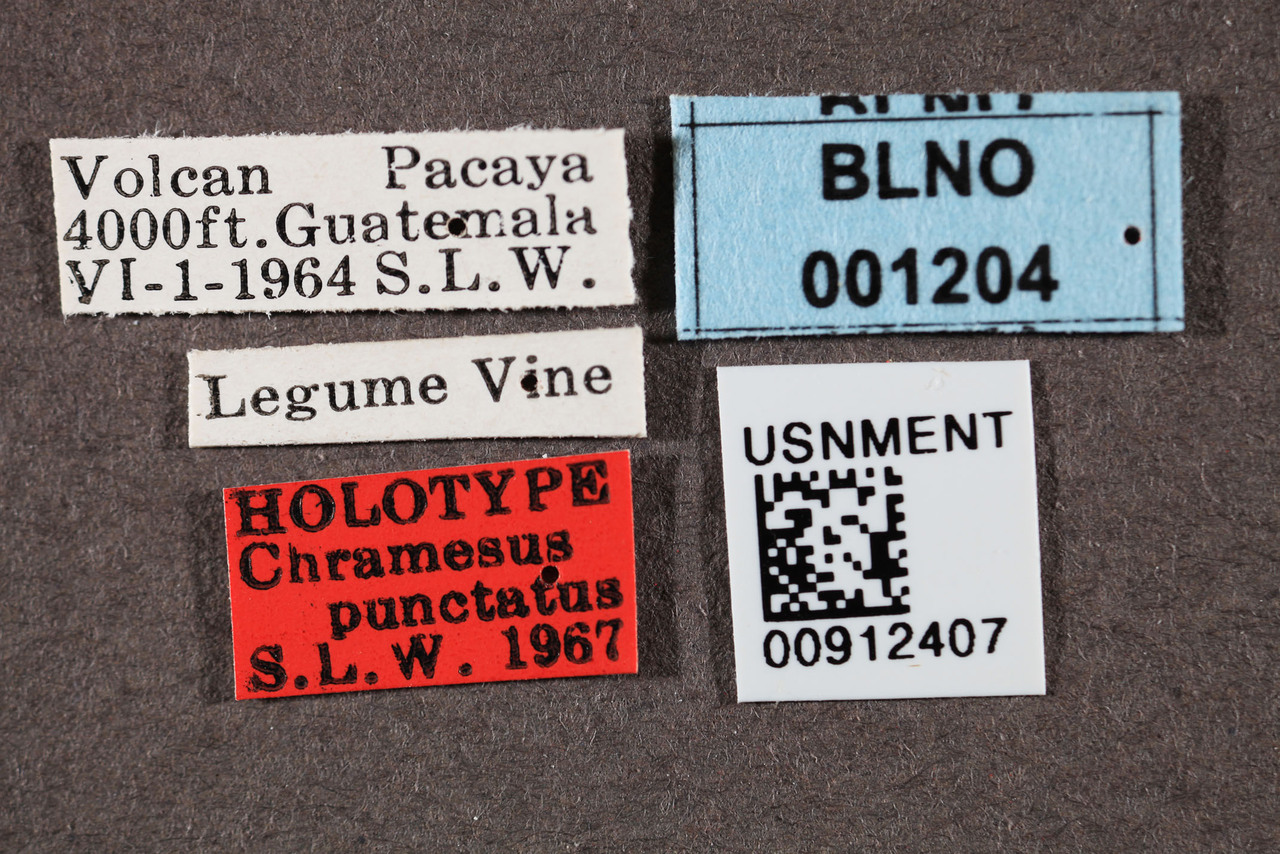 Volcan Pacaya
4000ft. Guatemala
VI-1-1964 S.L.W.
Legume Vine
HOLOTYPE
Chramesus
punctatus
S.L.W. 1967
BLNO
001204
USNMENT
00912407